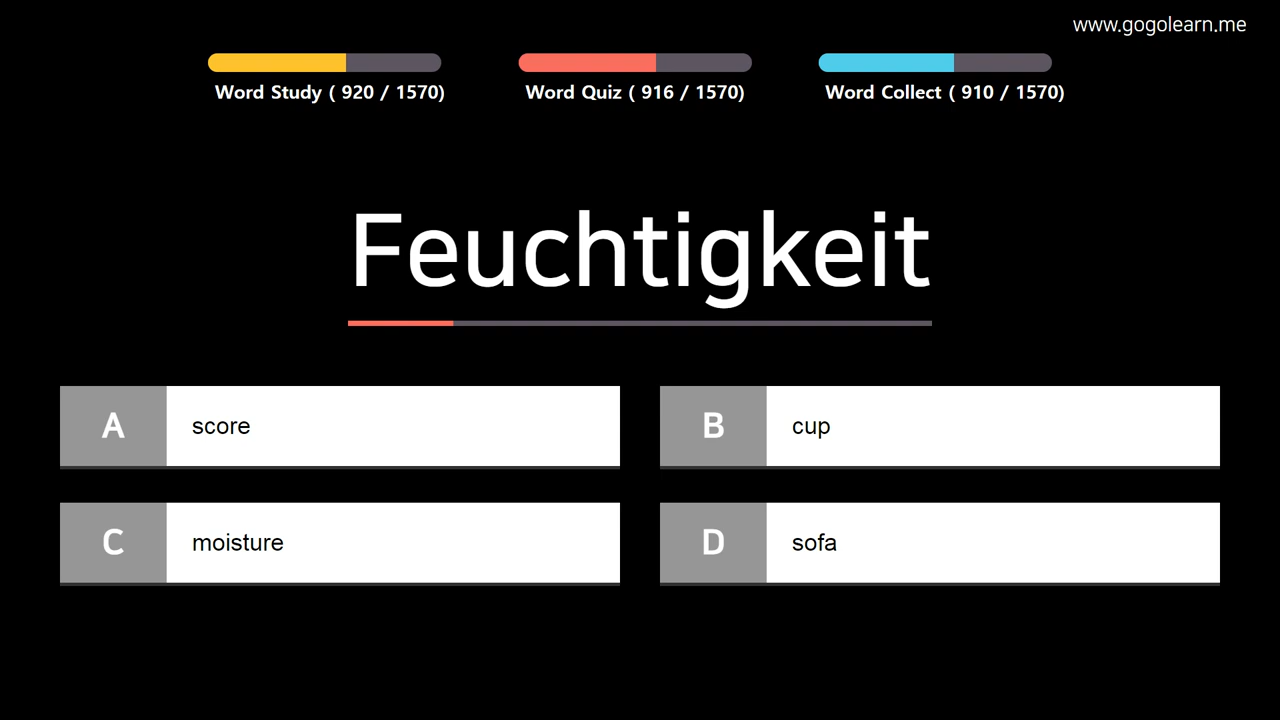 www.gogolearn.me
Word Study ( 920 / 1570)
Word Quiz ( 916 / 1570)
Word Collect ( 910 / 1570)
Feuchtigkeit
A score
B cup
C moisture
D sofa